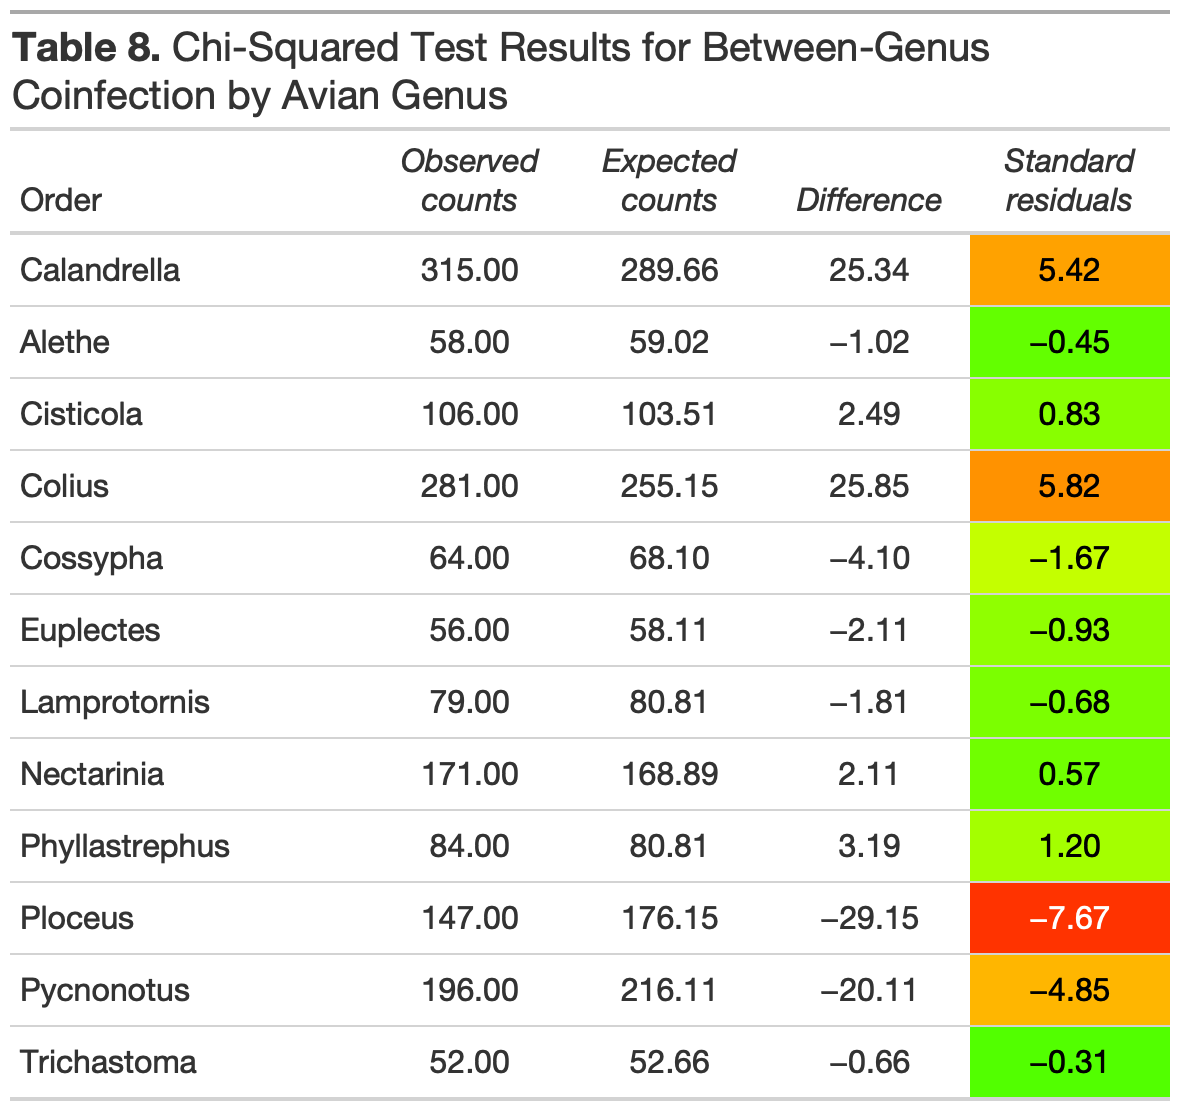 Table 8. Chi-Squared Test Results for Between-Genus
Coinfection by Avian Genus
Order Observed counts Expected counts Difference Standard residuals
Calandrella 315.00 289.66 25.34 5.42
Alethe 58.00 59.02 −1.02 −0.45
Cisticola 106.00 103.51 2.49 0.83
Colius 281.00 255.15 25.85 5.82
Cossypha 64.00 68.10 −4.10 −1.67
Euplectes 56.00 58.11 −2.11 −0.93
Lamprotornis 79.00 80.81 −1.81 −0.68
Nectarinia 171.00 168.89 2.11 0.57
Phyllastrephus 84.00 80.81 3.19 1.20
Ploceus 147.00 176.15 −29.15 −7.67
Pycnonotus 196.00 216.11 −20.11 −4.85
Trichastoma 52.00 52.66 −0.66 −0.31